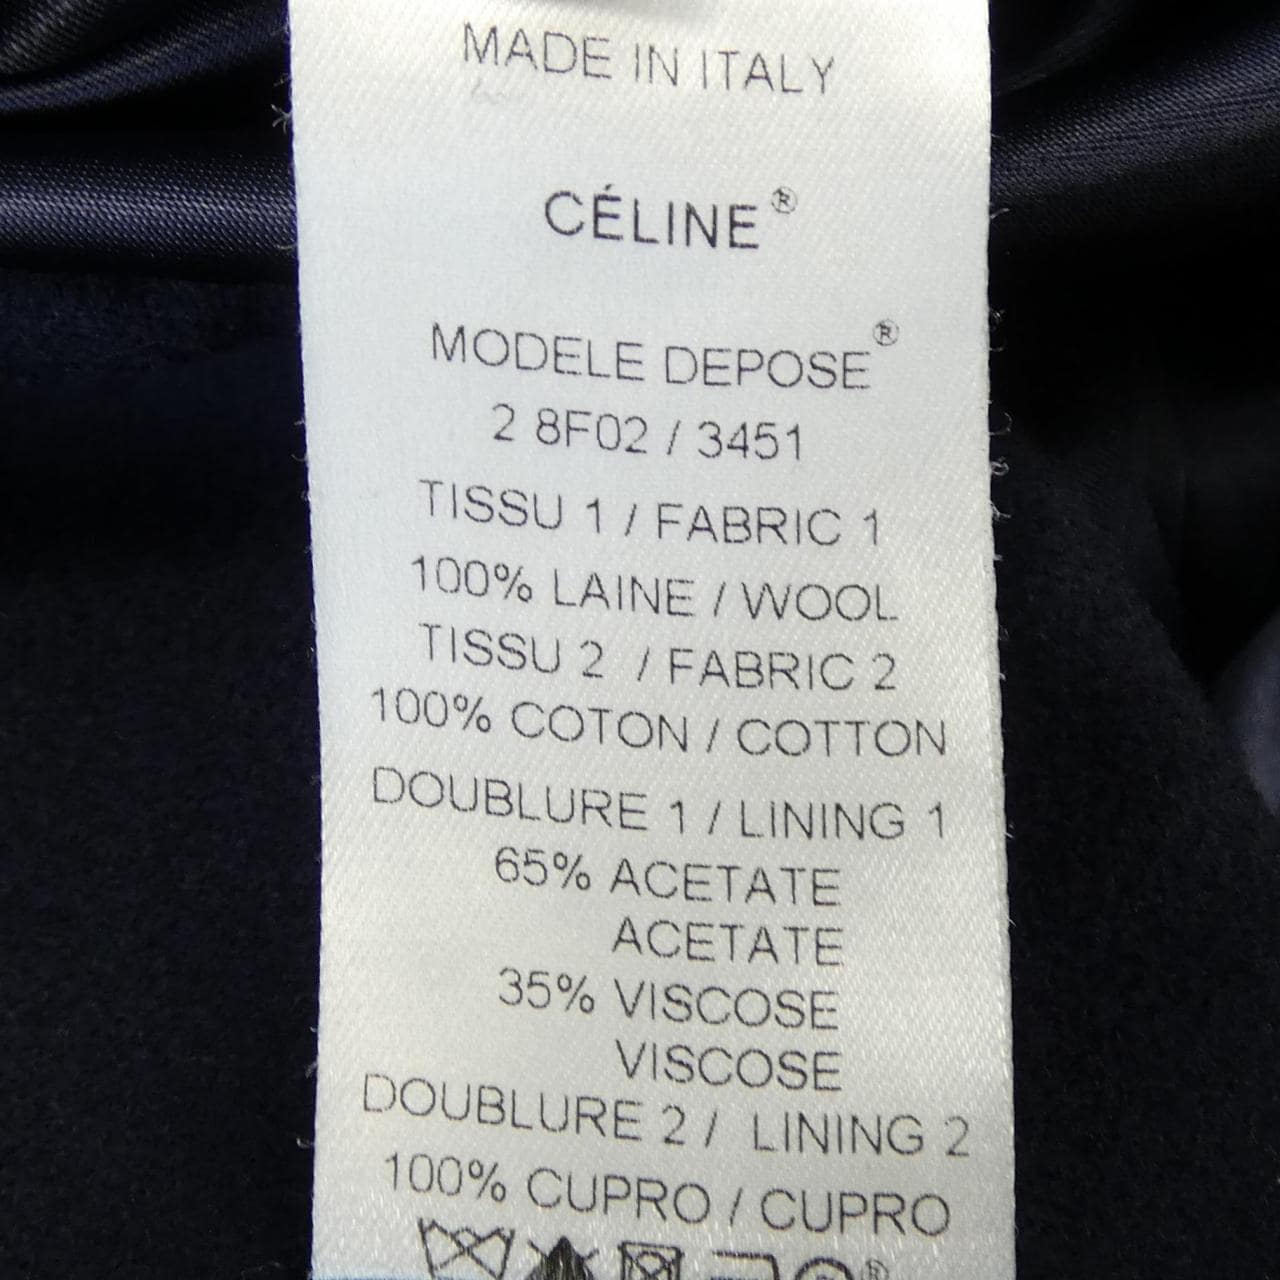 MADE IN ITALY
CÉLINE®
MODELE DEPOSE®
2 8F02 / 3451
TISSU 1 / FABRIC 1
100% LAINE / WOOL
TISSU 2 / FABRIC 2
100% COTON / COTTON
DOUBLURE 1 / LINING 1
65% ACETATE
ACETATE
35% VISCOSE
VISCOSE
DOUBLURE 2 / LINING 2
100% CUPRO / CUPRO
®